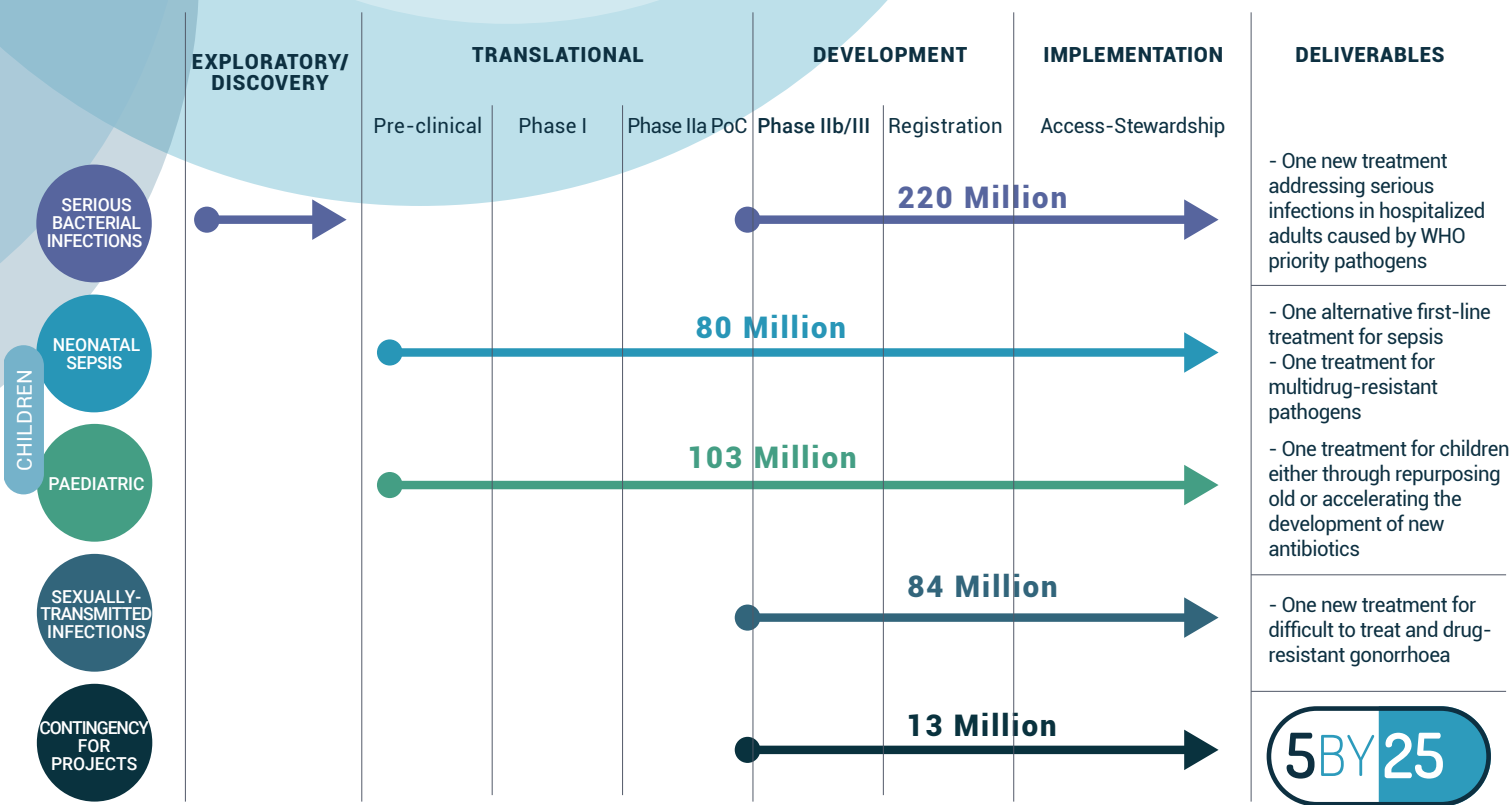 EXPLORATORY/
DISCOVERY
TRANSLATIONAL
DEVELOPMENT
IMPLEMENTATION
DELIVERABLES
Pre-clinical
Phase I
Phase IIa PoC
Phase IIb/III
Registration
Access-Stewardship
SERIOUS
BACTERIAL
INFECTIONS
220 Million
- One new treatment
addressing serious
infections in hospitalized
adults caused by WHO
priority pathogens
CHILDREN
NEONATAL
SEPSIS
80 Million
- One alternative first-line
treatment for sepsis
- One treatment for
multidrug-resistant
pathogens
PAEDIATRIC
103 Million
- One treatment for children
either through repurposing
old or accelerating the
development of new
antibiotics
SEXUALLY-
TRANSMITTED
INFECTIONS
84 Million
- One new treatment for
difficult to treat and drug-
resistant gonorrhoea
CONTINGENCY
FOR
PROJECTS
13 Million
5BY25